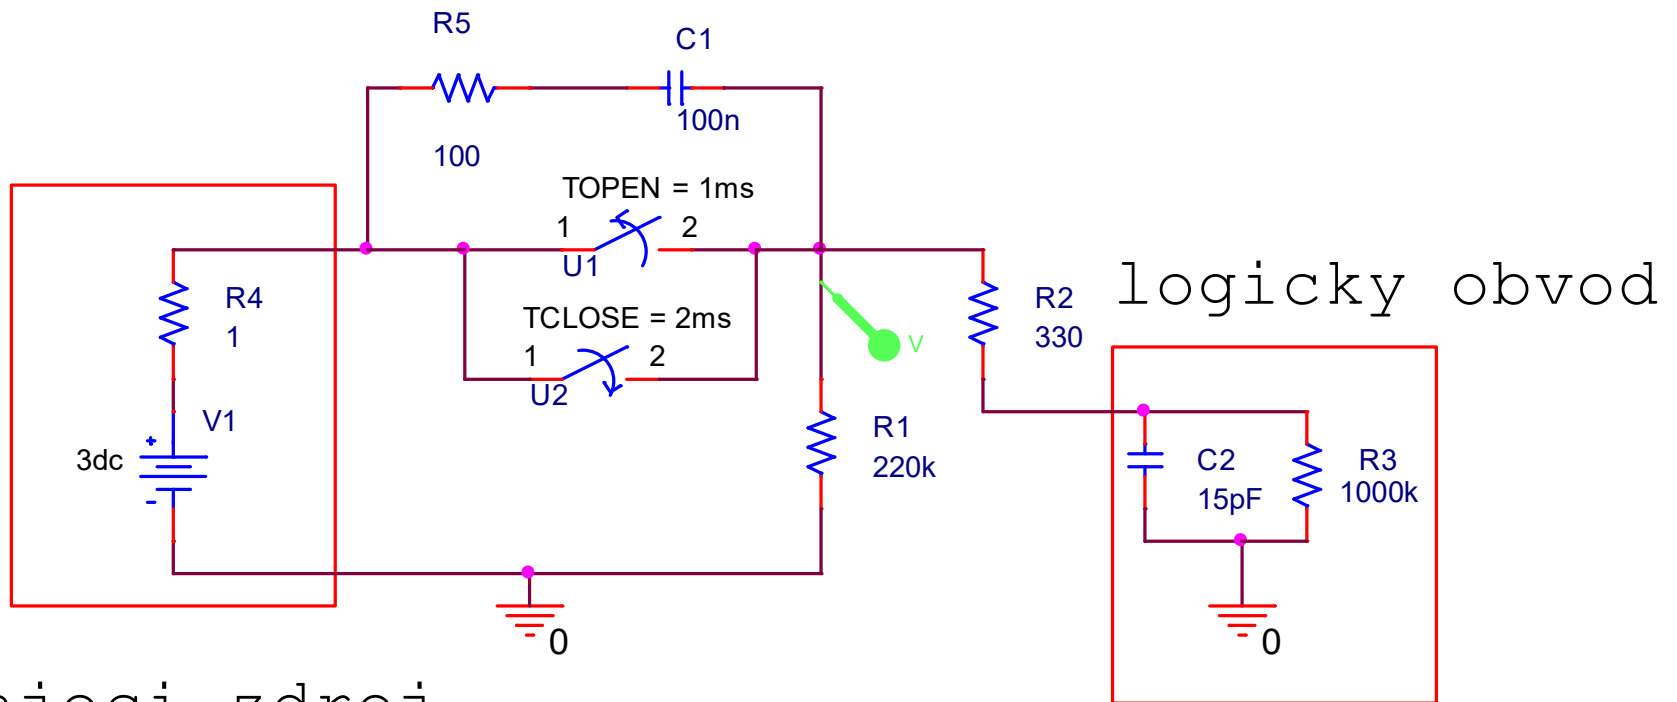 R5
C1
100n
100
TOPEN = 1ms
1 2
U1
R4
1
TCLOSE = 2ms
1 2
U2
V
R2
330
logicky obvod
V1
3dc
+
-
R1
220k
C2
15pF
R3
1000k
0
0
zdroj